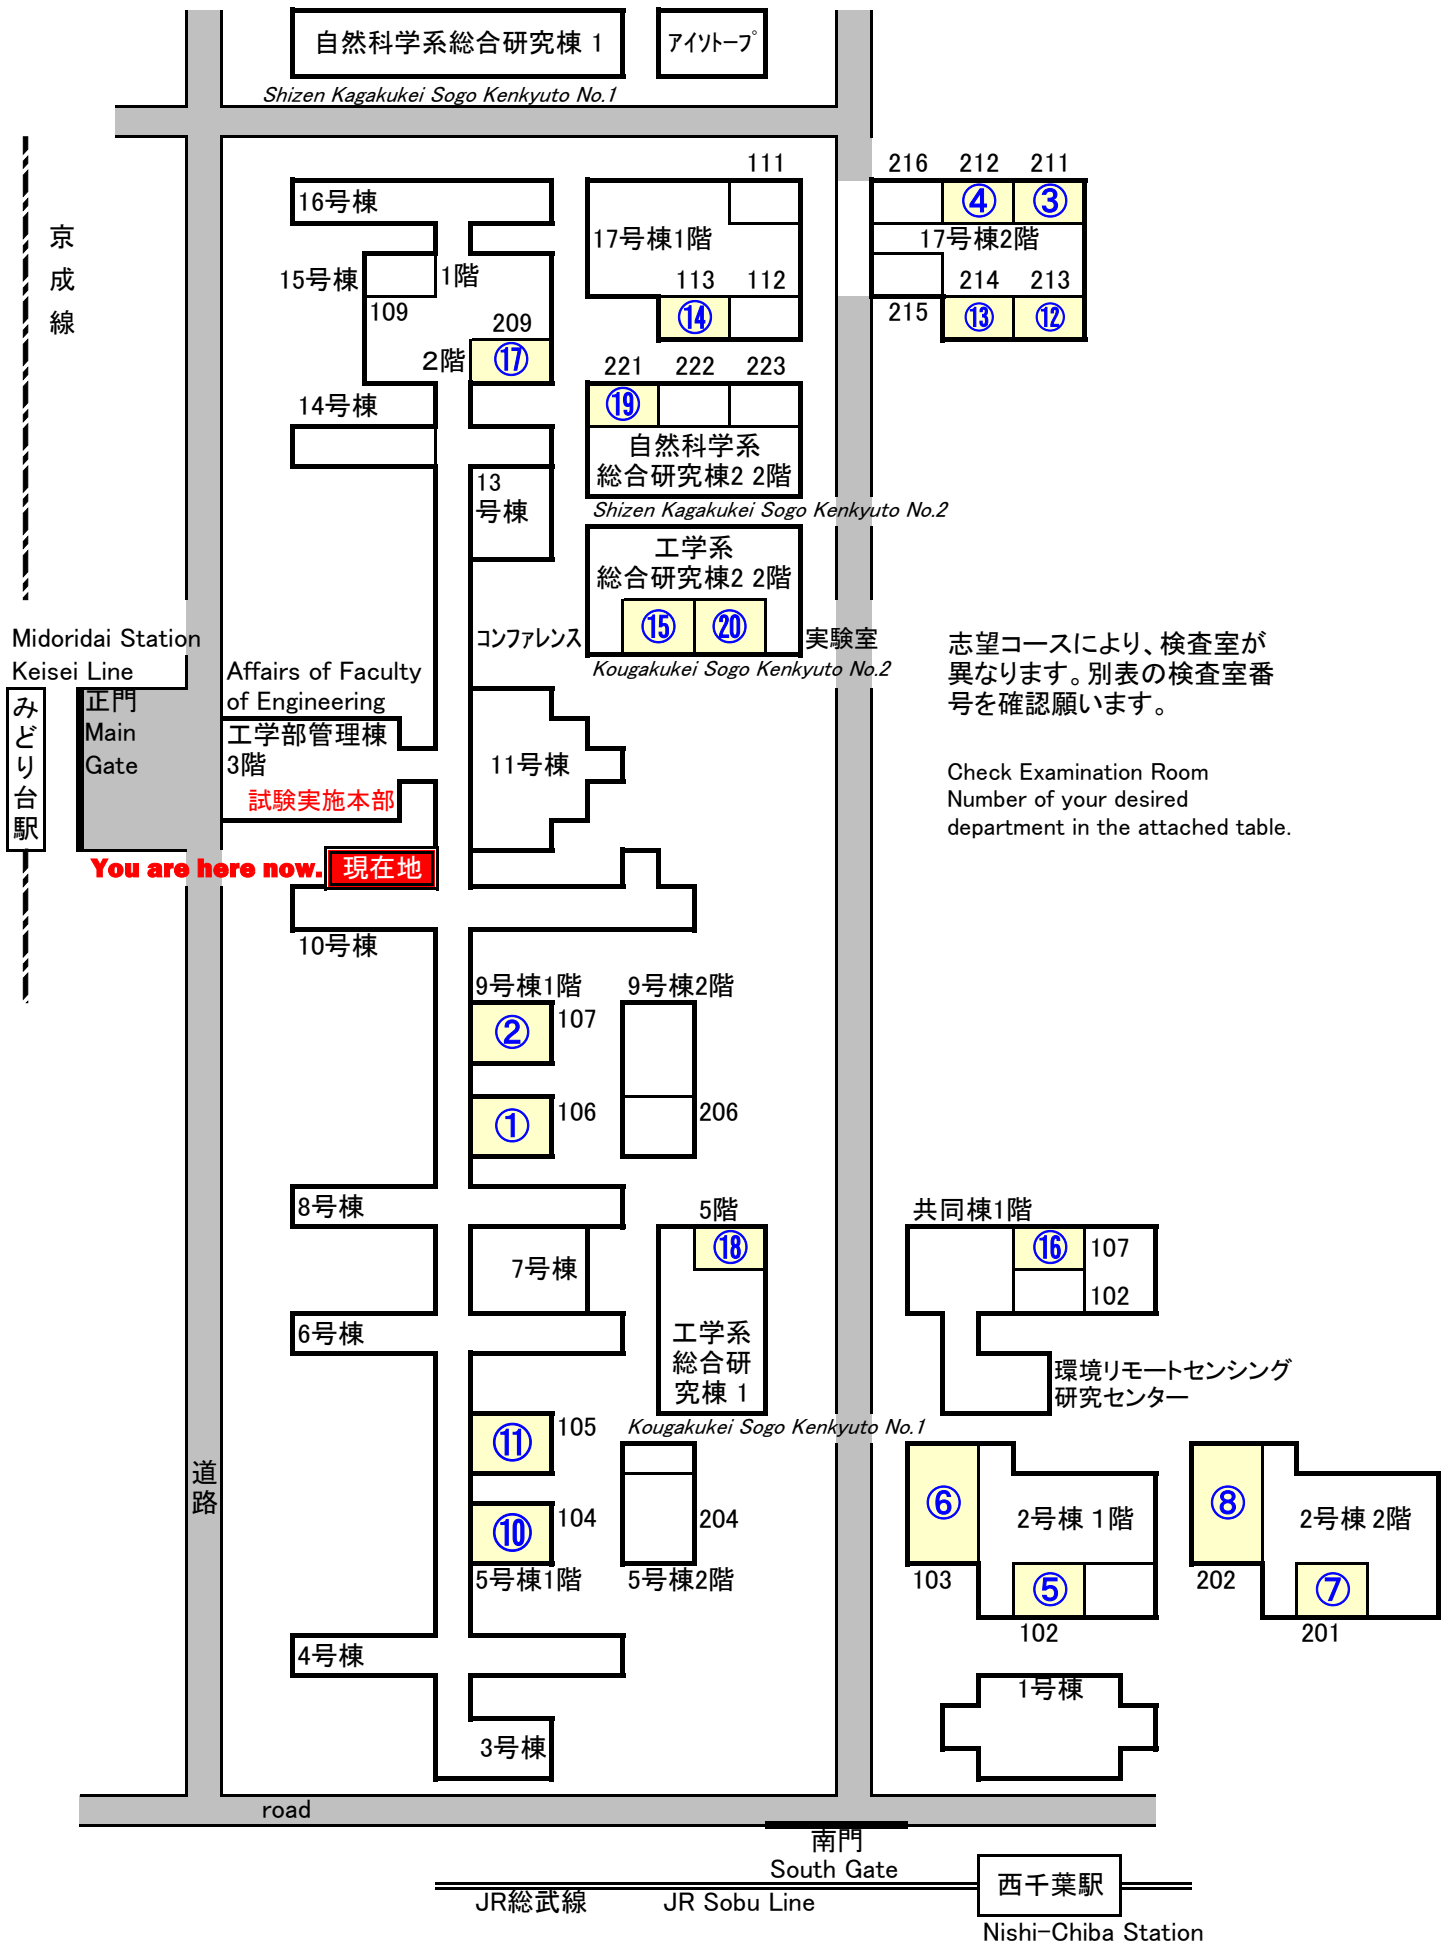 自然科学系総合研究棟 1
アイソトープ
Shizen Kagakukei Sogo Kenkyuto No.1
京成線
16号棟
15号棟
1階
109
209
2階
⑰
14号棟
13
号棟
111
17号棟1階
113
112
⑭
216
212
211
④
③
17号棟2階
214
213
215
⑬
⑫
221
222
223
⑲
自然科学系
総合研究棟2 2階
Shizen Kagakukei Sogo Kenkyuto No.2
工学系
総合研究棟2 2階
⑮
⑳
コンファレンス
実験室
Kougakukei Sogo Kenkyuto No.2
Midoridai Station
Keisei Line
みどり台駅
正門
Main
Gate
Affairs of Faculty
of Engineering
工学部管理棟
3階
試験実施本部
11号棟
志望コースにより、検査室が
異なります。別表の検査室番
号を確認願います。
Check Examination Room
Number of your desired
department in the attached table.
You are here now.
現在地
10号棟
9号棟1階
②
107
①
106
9号棟2階
206
8号棟
7号棟
6号棟
5階
⑱
工学系
総合研
究棟 1
Kougakukei Sogo Kenkyuto No.1
共同棟1階
⑯
107
102
環境リモートセンシング
研究センター
道路
⑪
105
⑩
104
5号棟1階
204
5号棟2階
⑥
2号棟 1階
103
⑤
102
⑧
2号棟 2階
202
⑦
201
4号棟
3号棟
1号棟
road
南門
South Gate
JR総武線
JR Sobu Line
西千葉駅
Nishi-Chiba Station